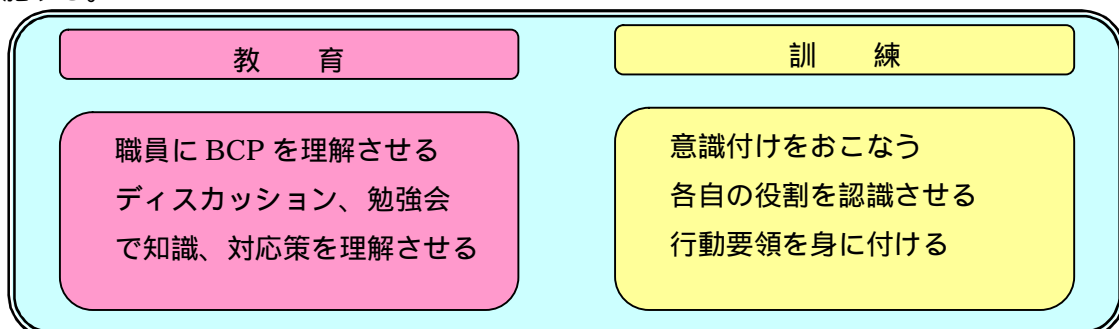 教 育
職員に BCP を理解させる
ディスカッション、勉強会
で知識、対応策を理解させる
訓 練
意識付けをおこなう
各自の役割を認識させる
行動要領を身に付ける